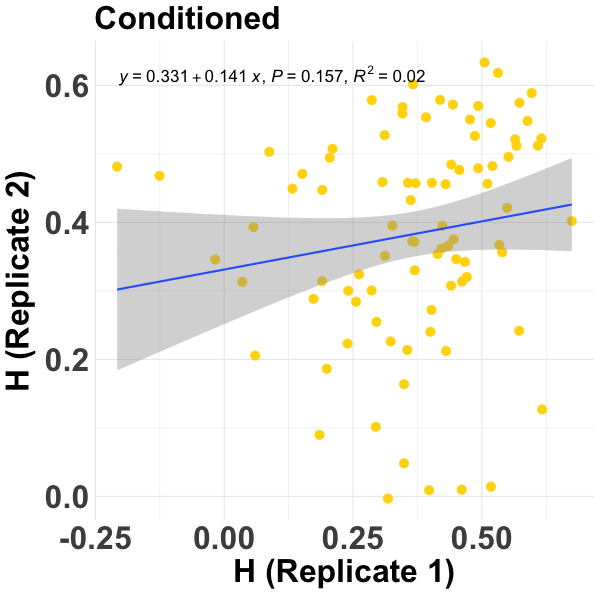 Conditioned
y = 0.331 + 0.141 x, P = 0.157, R² = 0.02
H (Replicate 2)
0.6
0.4
0.2
0.0
-0.25 0.00 0.25 0.50
H (Replicate 1)